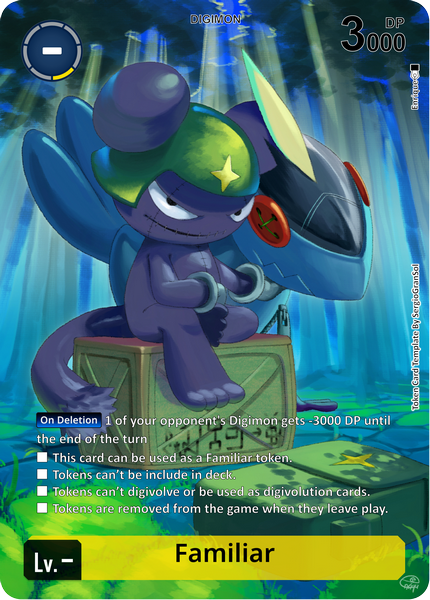 DIGIMON
DP
3000
Enrique
Token Card Template By SergioGranSol
On Deletion 1 of your opponent's Digimon gets -3000 DP until
the end of the turn
This card can be used as a Familiar token.
Tokens can't be include in deck.
Tokens can't digivolve or be used as digivolution cards.
Tokens are removed from the game when they leave play.
Lv.-
Familiar